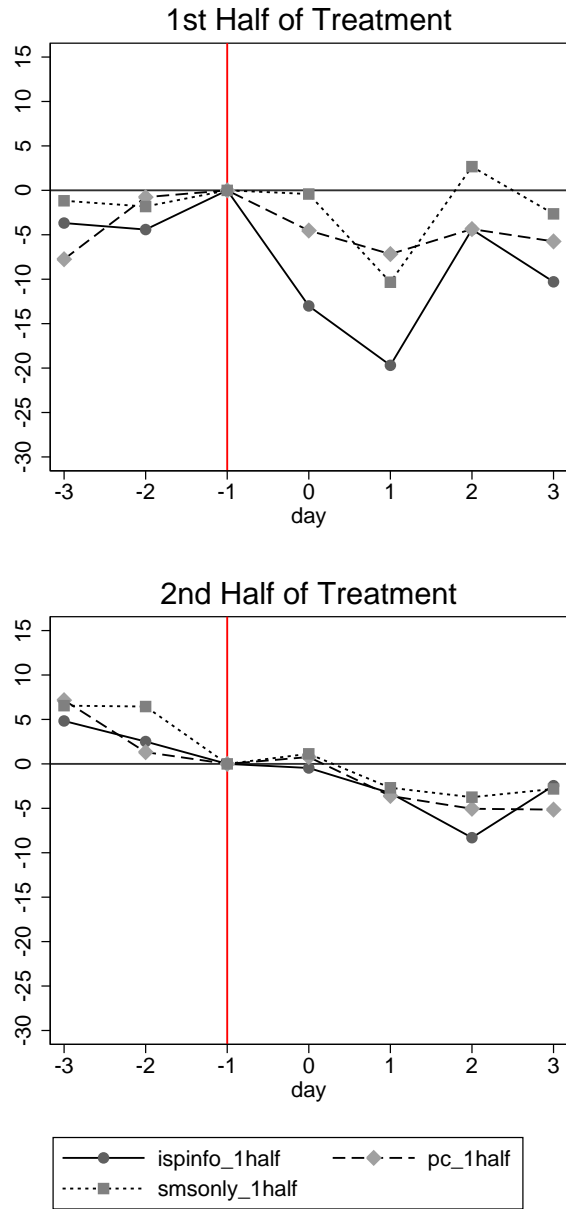 1st Half of Treatment
15
10
5
0
-5
-10
-15
-20
-25
-30
-3 -2 -1 0 1 2 3
day
2nd Half of Treatment
15
10
5
0
-5
-10
-15
-20
-25
-30
-3 -2 -1 0 1 2 3
day
ispinfo_1half pc_1half
smsonly_1half